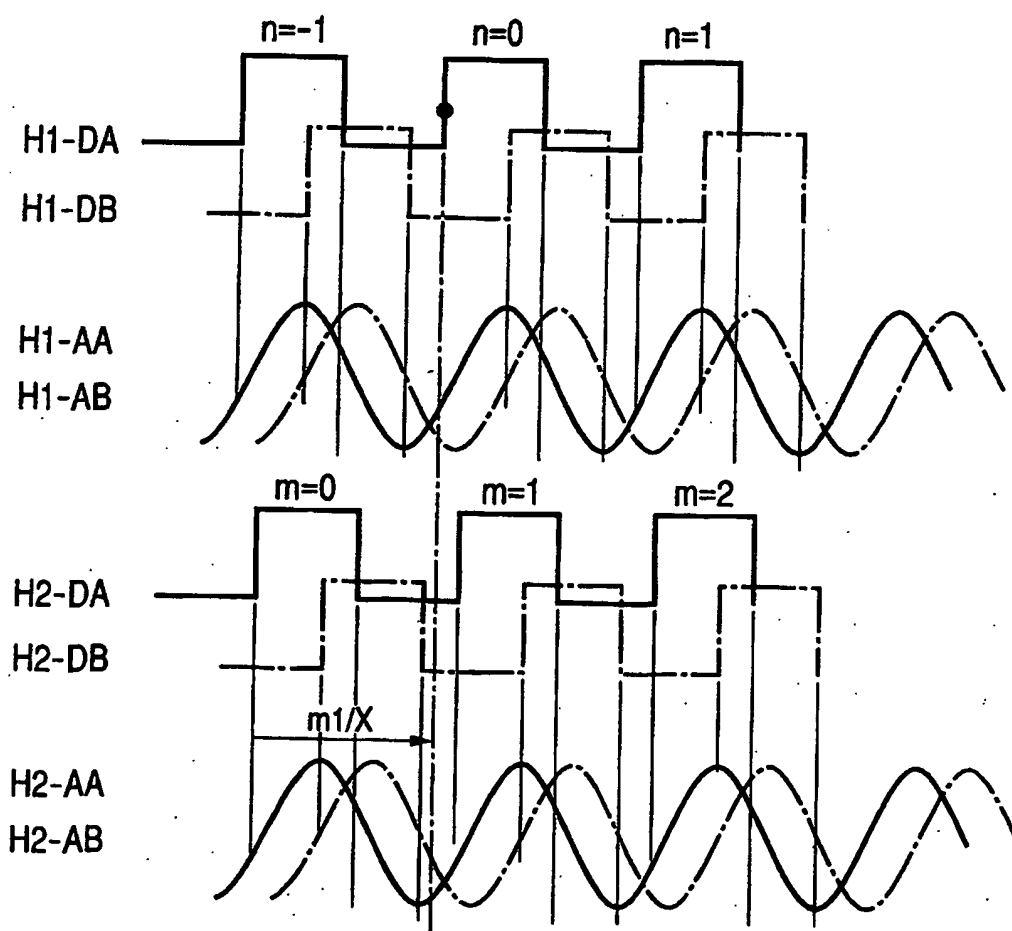 n=-1 n=0 n=1
H1-DA
H1-DB
H1-AA
H1-AB
m=0 m=1 m=2
H2-DA
H2-DB
m1/X
H2-AA
H2-AB